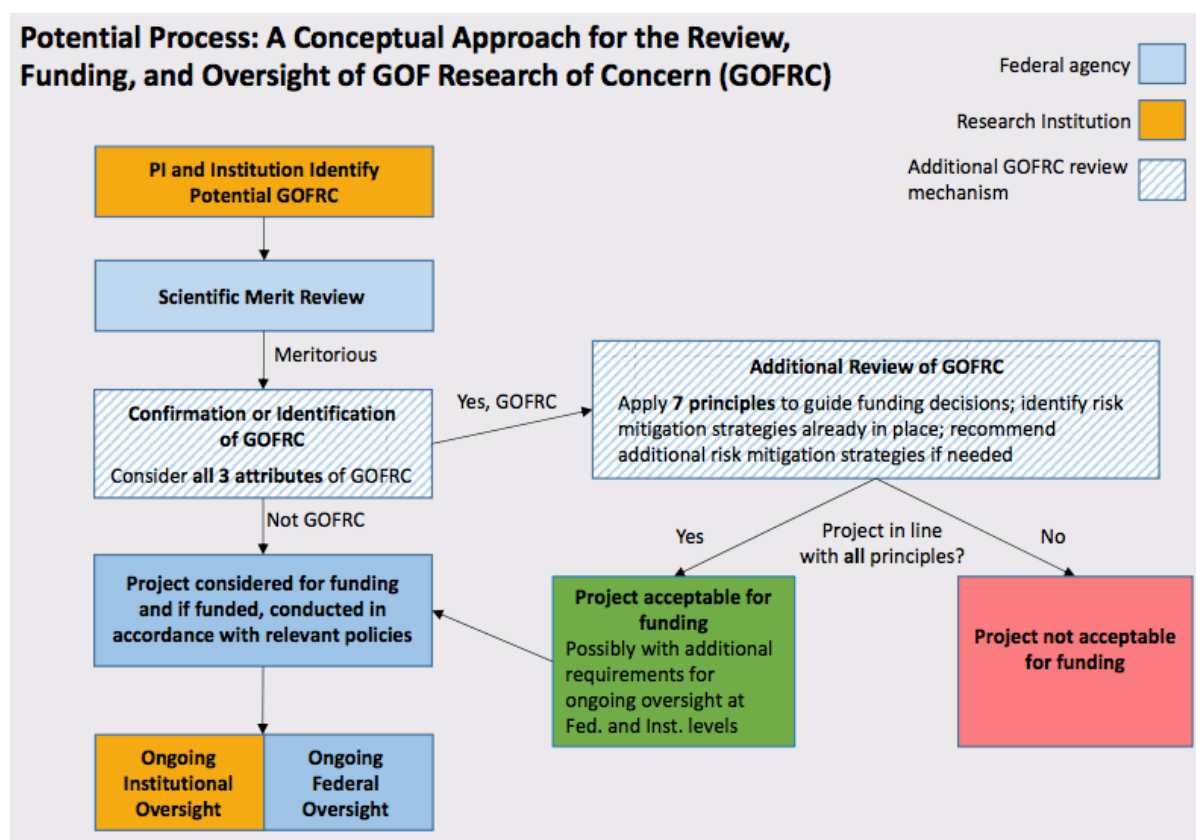 Potential Process: A Conceptual Approach for the Review,
Funding, and Oversight of GOF Research of Concern (GOFRC)
Federal agency
Research Institution
Additional GOFRC review
mechanism
PI and Institution Identify
Potential GOFRC
Scientific Merit Review
Meritorious
Confirmation or Identification
of GOFRC
Consider all 3 attributes of GOFRC
Yes, GOFRC
Additional Review of GOFRC
Apply 7 principles to guide funding decisions; identify risk
mitigation strategies already in place; recommend
additional risk mitigation strategies if needed
Not GOFRC
Yes
Project in line
with all principles?
No
Project considered for funding
and if funded, conducted in
accordance with relevant policies
Project acceptable for
funding
Possibly with additional
requirements for
ongoing oversight at
Fed. and Inst. levels
Project not acceptable
for funding
Ongoing
Institutional
Oversight
Ongoing
Federal
Oversight